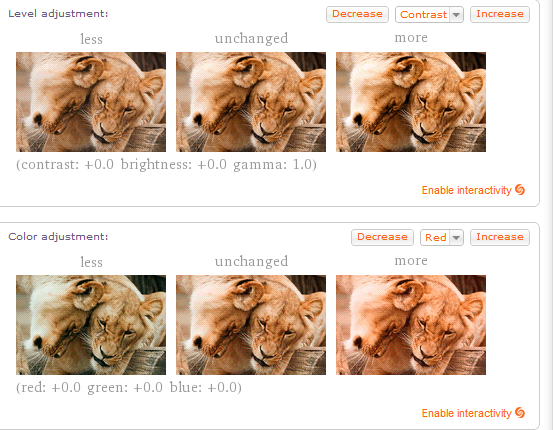 Level adjustment: Decrease Contrast Increase
less unchanged more
(contrast: +0.0 brightness: +0.0 gamma: 1.0)
Enable interactivity
Color adjustment: Decrease Red Increase
less unchanged more
(red: +0.0 green: +0.0 blue: +0.0)
Enable interactivity